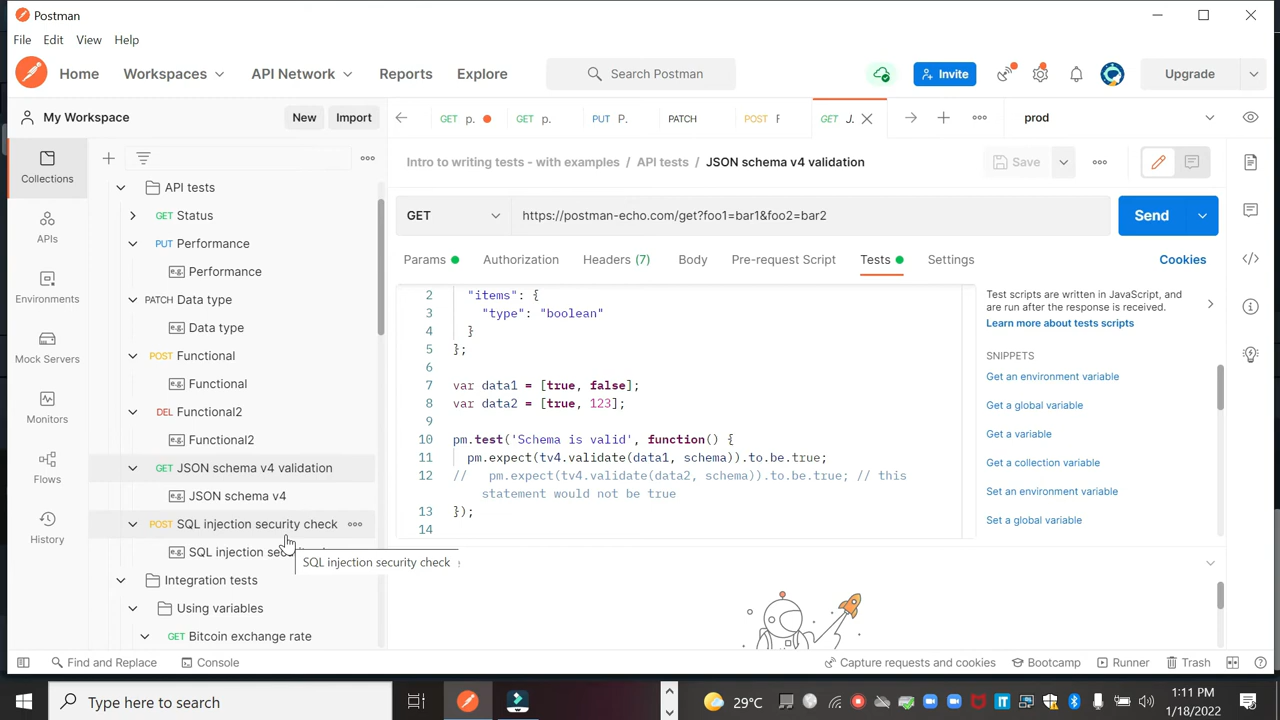 Postman
File Edit View Help
Home Workspaces API Network Reports Explore Search Postman Invite Upgrade
My Workspace New Import GET p. GET p. PUT P. PATCH POST F GET J. prod
Collections
APIs
Environments
Mock Servers
Monitors
Flows
History
API tests
GET Status
PUT Performance
e.g. Performance
PATCH Data type
e.g. Data type
POST Functional
e.g. Functional
DEL Functional2
e.g. Functional2
GET JSON schema v4 validation
e.g. JSON schema v4
POST SQL injection security check
e.g. SQL injection
SQL injection security check
Integration tests
Using variables
GET Bitcoin exchange rate
Intro to writing tests - with examples / API tests / JSON schema v4 validation Save
GET https://postman-echo.com/get?foo1=bar1&foo2=bar2 Send
Params Authorization Headers (7) Body Pre-request Script Tests Settings Cookies
2 "items": {
3 "type": "boolean"
4 }
5 };
6
7 var data1 = [true, false];
8 var data2 = [true, 123];
9
10 pm.test('Schema is valid', function() {
11 pm.expect(tv4.validate(data1, schema)).to.be.true;
12 // pm.expect(tv4.validate(data2, schema)).to.be.true; // this
statement would not be true
13 });
14
Test scripts are written in JavaScript, and
are run after the response is received.
Learn more about tests scripts
SNIPPETS
Get an environment variable
Get a global variable
Get a variable
Get a collection variable
Set an environment variable
Set a global variable
Find and Replace Console Capture requests and cookies Bootcamp Runner Trash
Type here to search 29°C 1:11 PM
1/18/2022